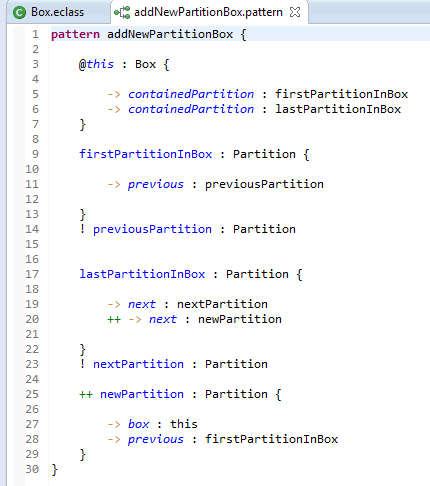 Box.eclass addNewPartitionBox.pattern
1 pattern addNewPartitionBox {
2
3 @this : Box {
4
5 -> containedPartition : firstPartitionInBox
6 -> containedPartition : lastPartitionInBox
7 }
8
9 firstPartitionInBox : Partition {
10
11 -> previous : previousPartition
12
13 }
14 ! previousPartition : Partition
15
16
17 lastPartitionInBox : Partition {
18
19 -> next : nextPartition
20 ++ -> next : newPartition
21
22 }
23 ! nextPartition : Partition
24
25 ++ newPartition : Partition {
26
27 -> box : this
28 -> previous : firstPartitionInBox
29 }
30 }